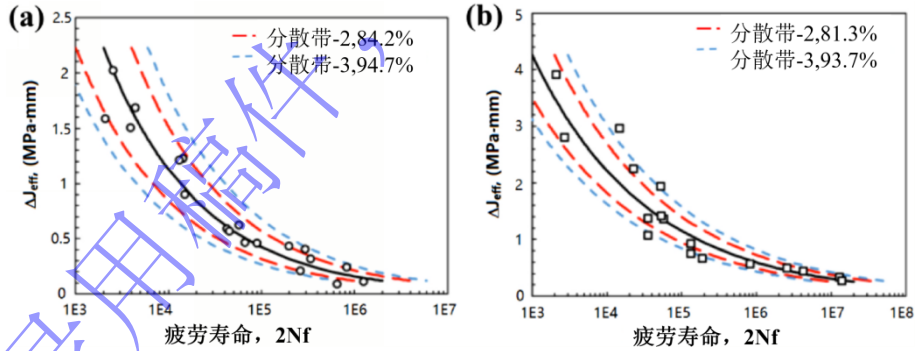 (a)
分散带-2,84.2%
分散带-3,94.7%
ΔJeff, (MPa-mm)
2.5
2
1.5
1
0.5
0
1E3 1E4 1E5 1E6 1E7
疲劳寿命，2Nf
(b)
分散带-2,81.3%
分散带-3,93.7%
ΔJeff, (MPa-mm)
5
4
3
2
1
0
1E3 1E4 1E5 1E6 1E7 1E8
疲劳寿命，2Nf
用稿件，